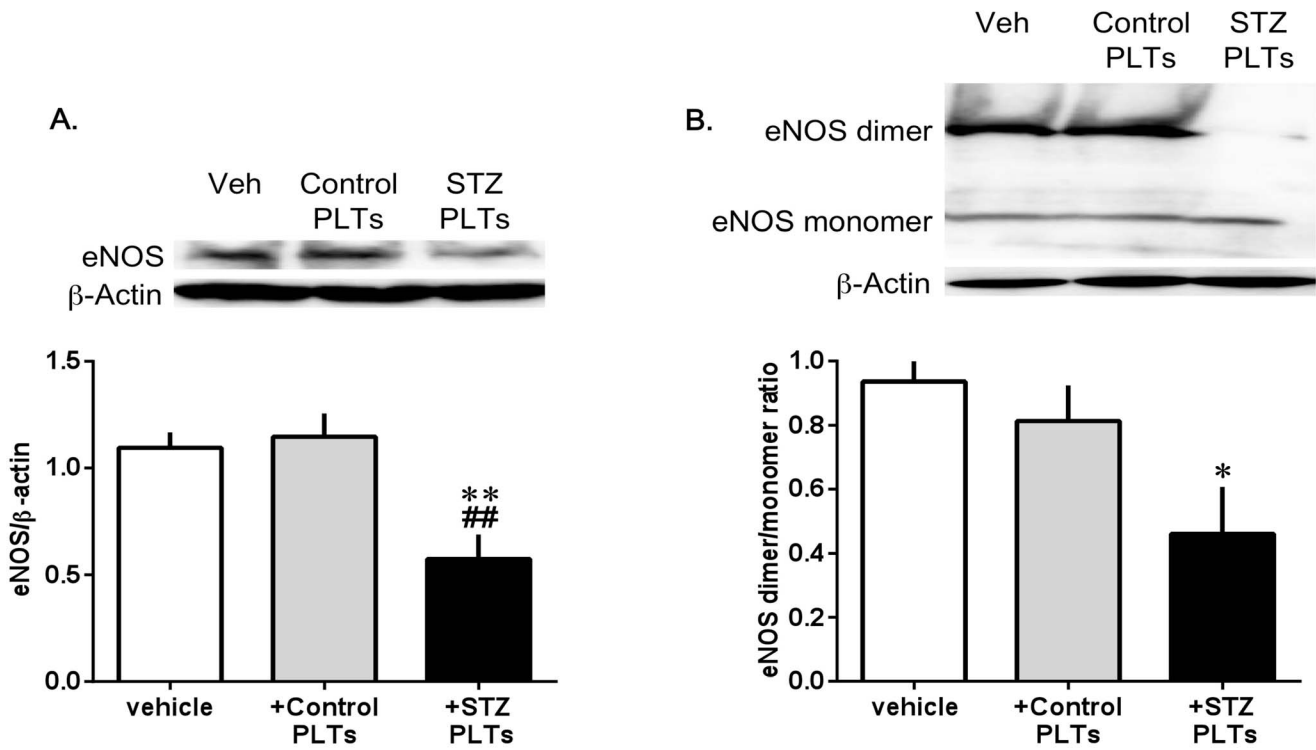 A.
Veh Control STZ
PLTs PLTs
eNOS
β-Actin
1.5
1.0
0.5
0.0
eNOS/β-actin
**
##
vehicle +Control +STZ
PLTs PLTs
B.
Veh Control STZ
PLTs PLTs
eNOS dimer
eNOS monomer
β-Actin
1.0
0.8
0.6
0.4
0.2
0.0
eNOS dimer/monomer ratio
*
vehicle +Control +STZ
PLTs PLTs